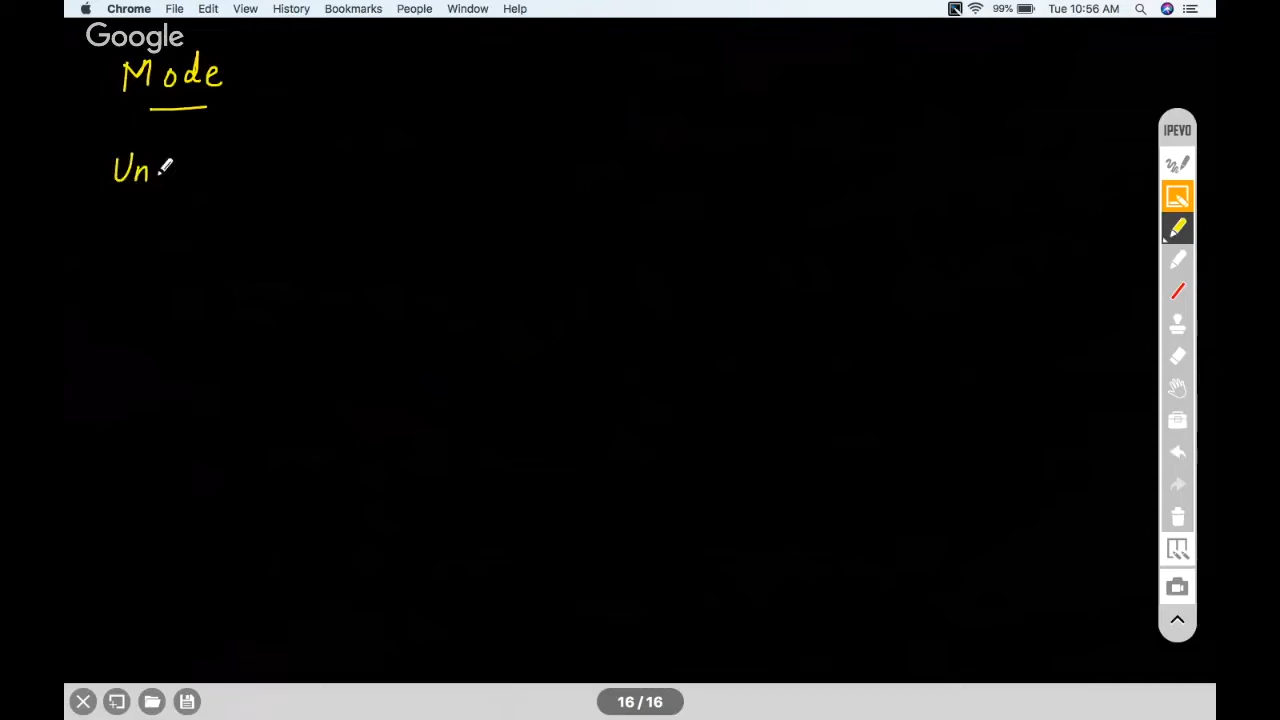 Chrome File Edit View History Bookmarks People Window Help 99% Tue 10:56 AM
Google
Mode
IPEVO
Un
16 / 16